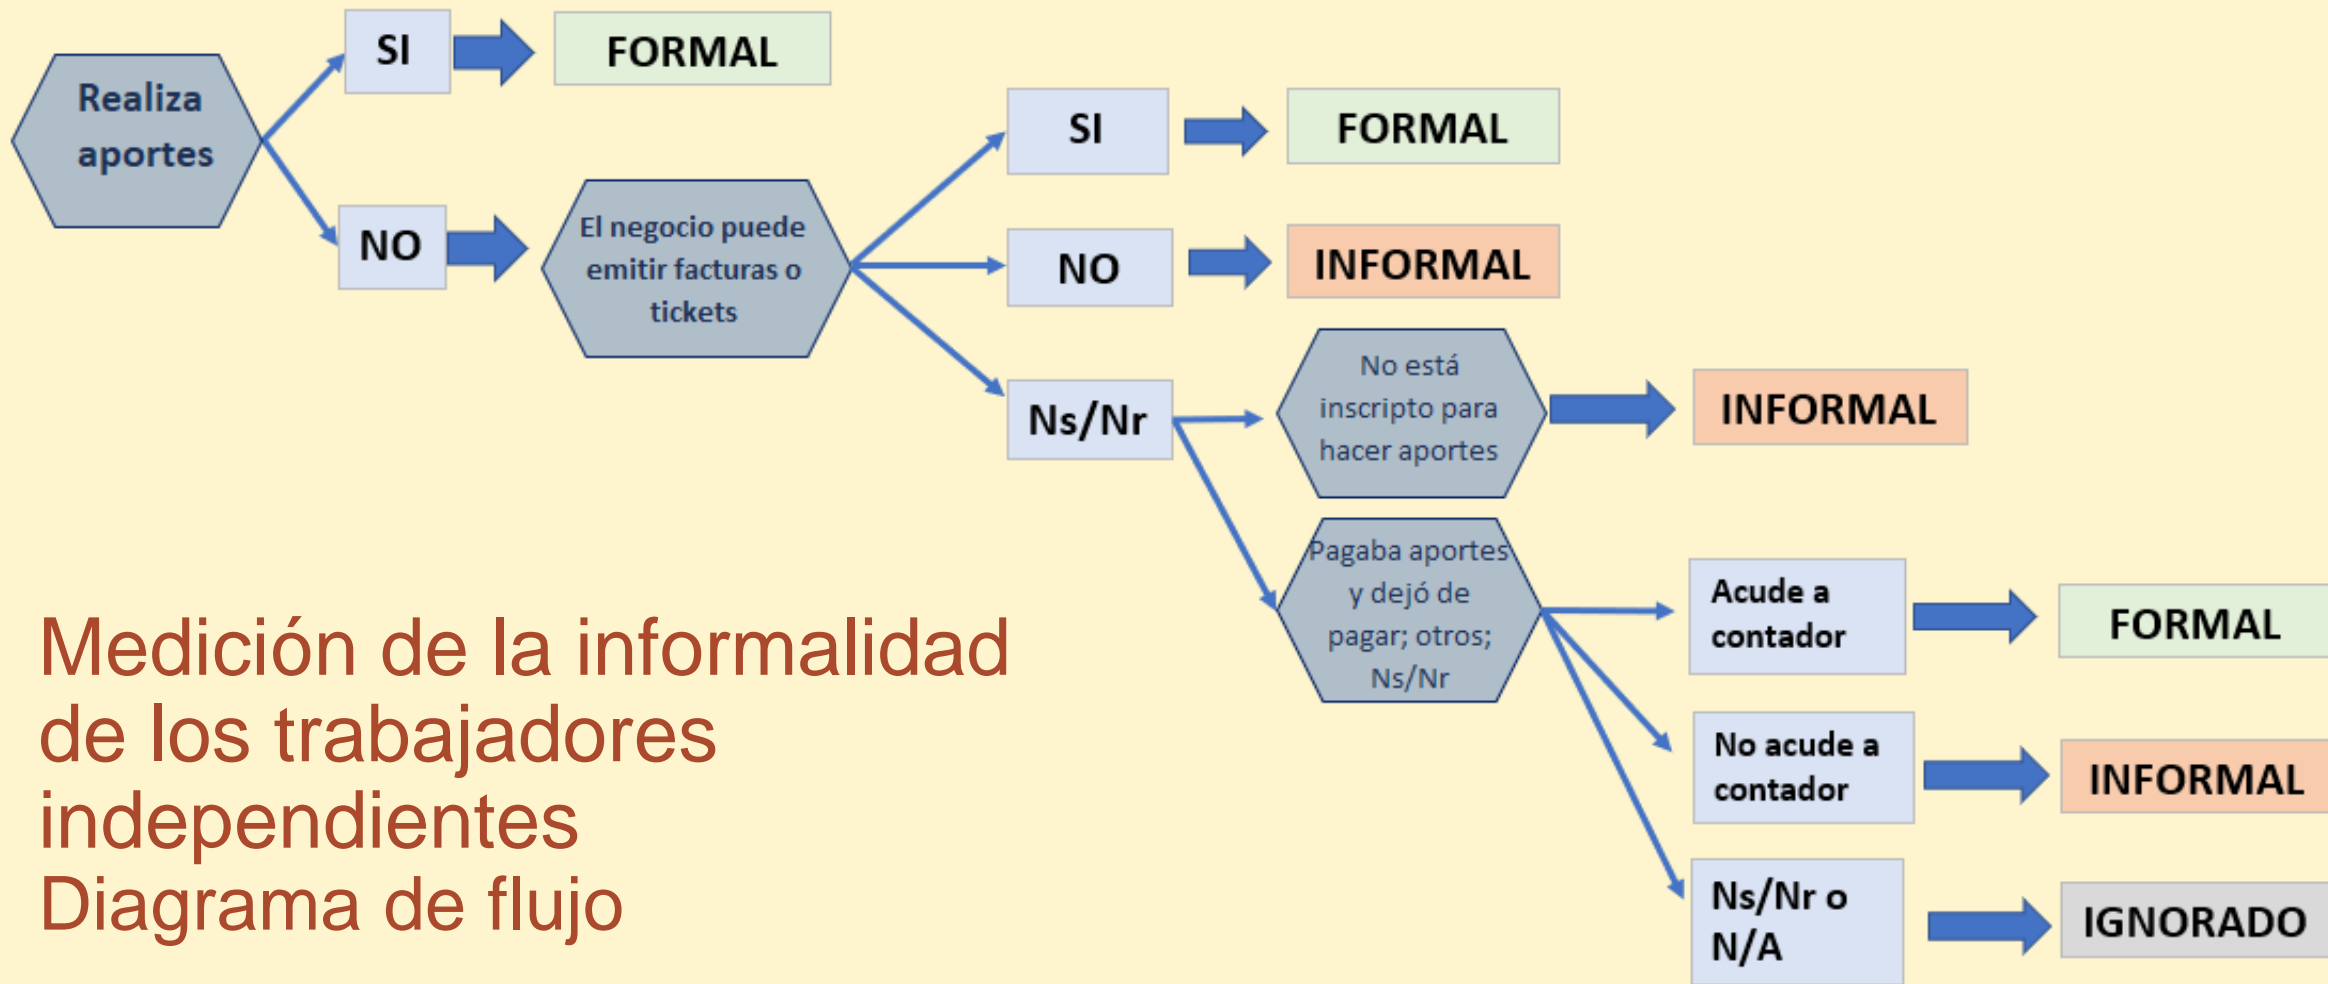 Realiza
aportes
SI
FORMAL
NO
El negocio puede
emitir facturas o
tickets
SI
FORMAL
NO
INFORMAL
Ns/Nr
No está
inscripto para
hacer aportes
INFORMAL
Pagaba aportes
y dejó de
pagar; otros;
Ns/Nr
Acude a
contador
FORMAL
No acude a
contador
INFORMAL
Ns/Nr o
N/A
IGNORADO
Medición de la informalidad
de los trabajadores
independientes
Diagrama de flujo